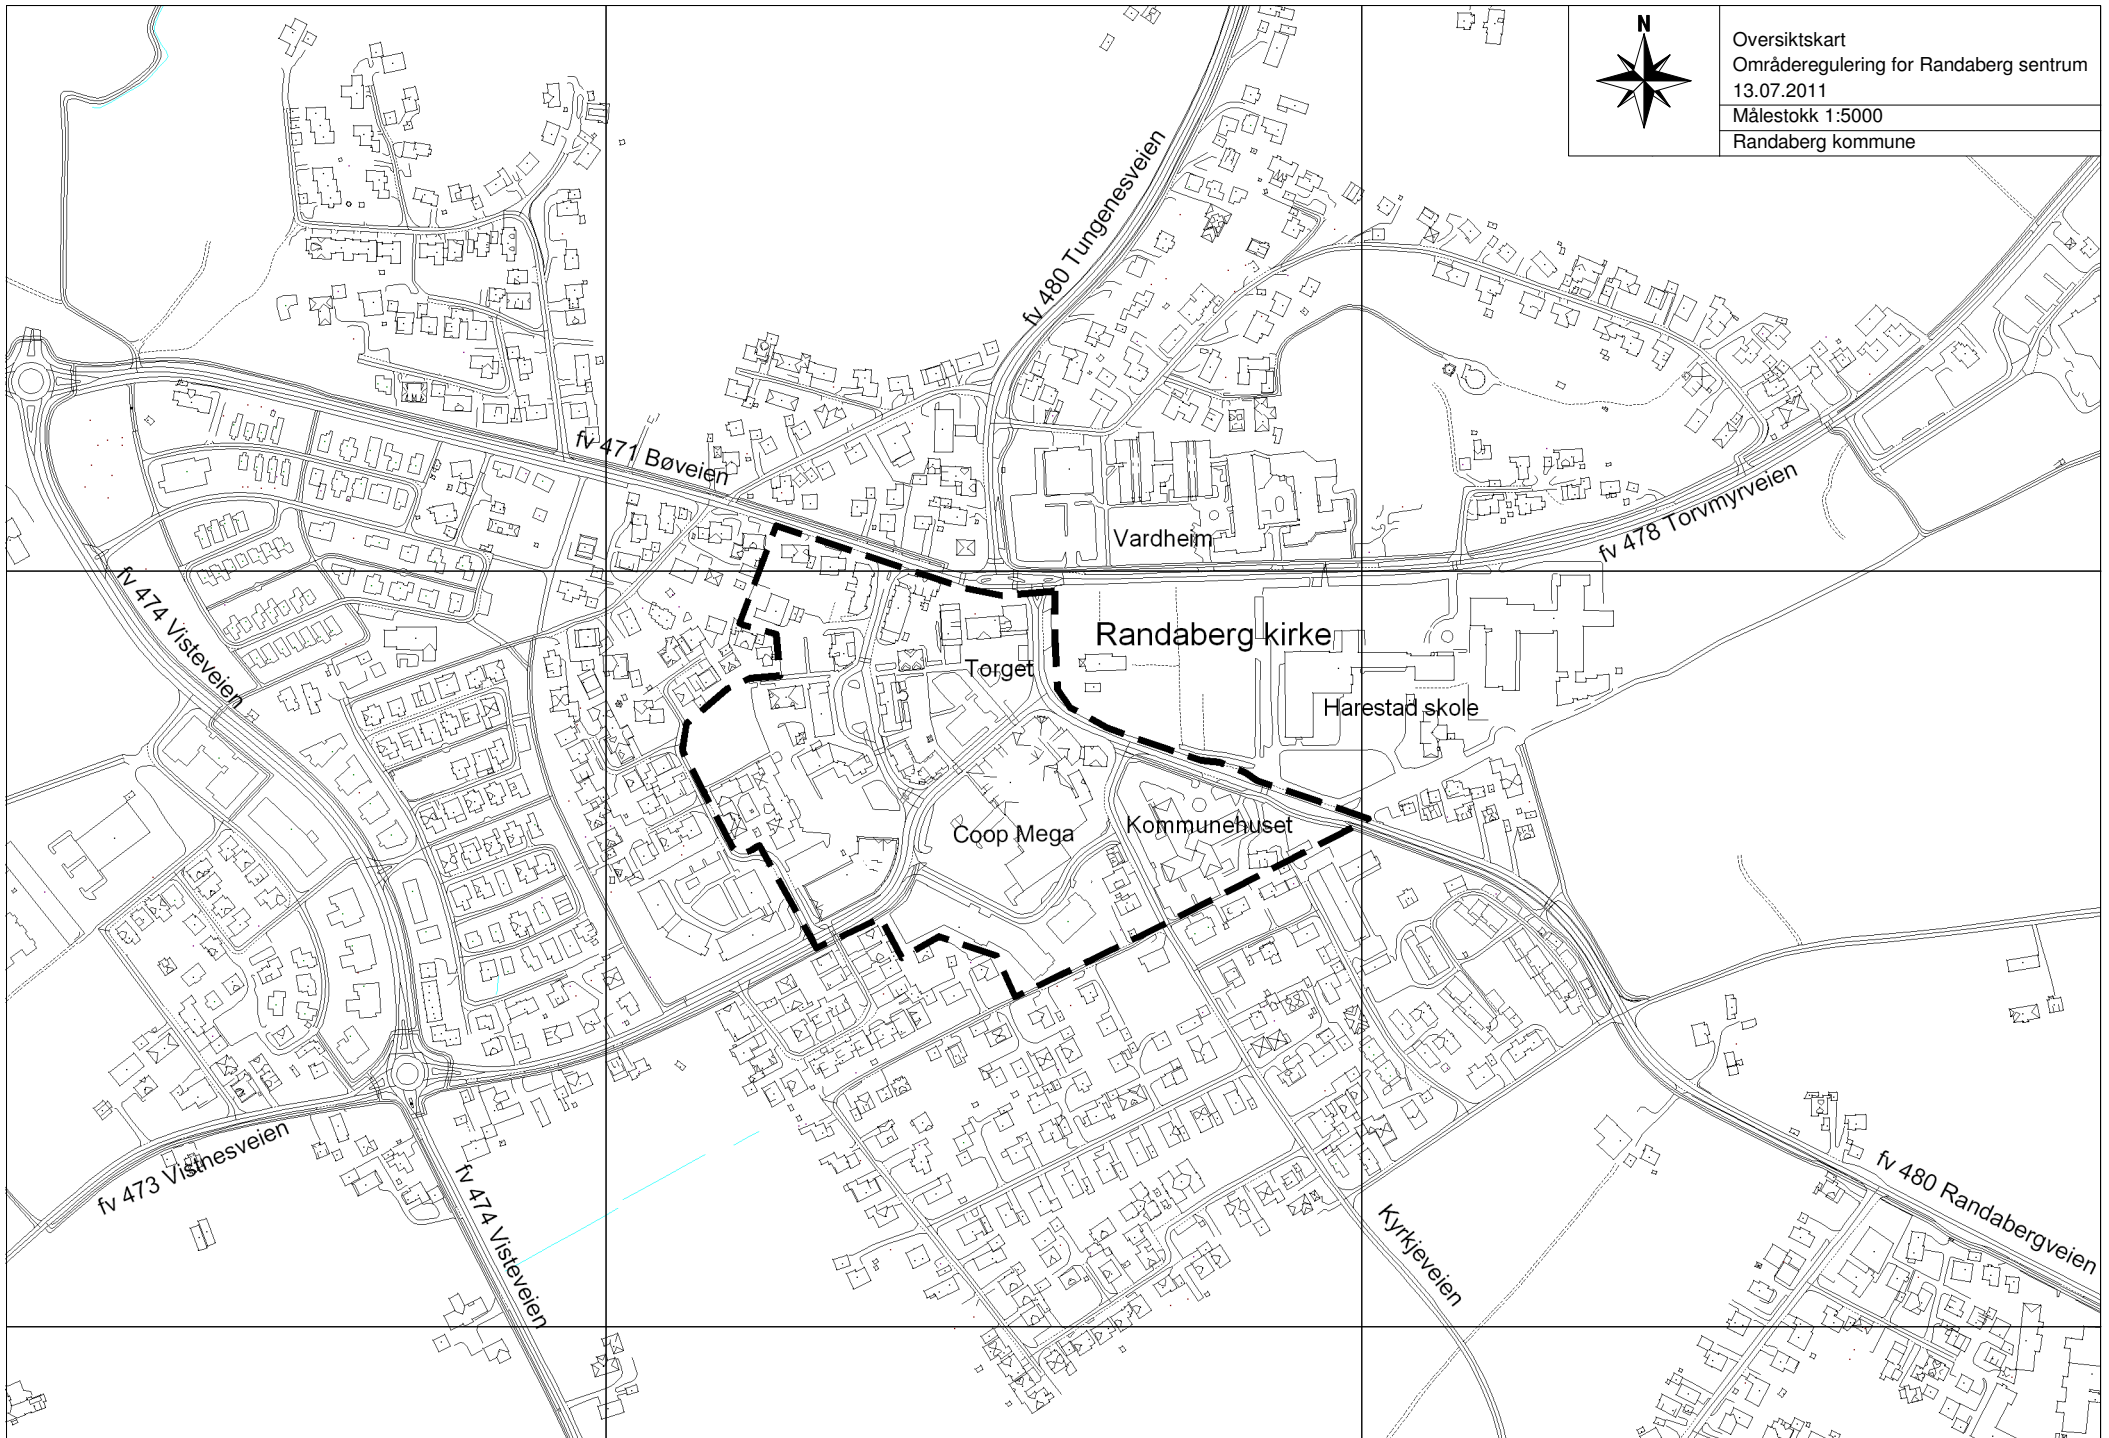 N
Oversiktskart
Områderegulering for Randaberg sentrum
13.07.2011
Målestokk 1:5000
Randaberg kommune
fv 480 Tungenesveien
fv 471 Bøveien
fv 478 Torvmyrveien
Vardheim
fv 474 Visteveien
Randaberg kirke
Torget
Harestad skole
Coop Mega
Kommunehuset
fv 473 Vistnesveien
fv 474 Visteveien
Kyrkjeveien
fv 480 Randabergveien